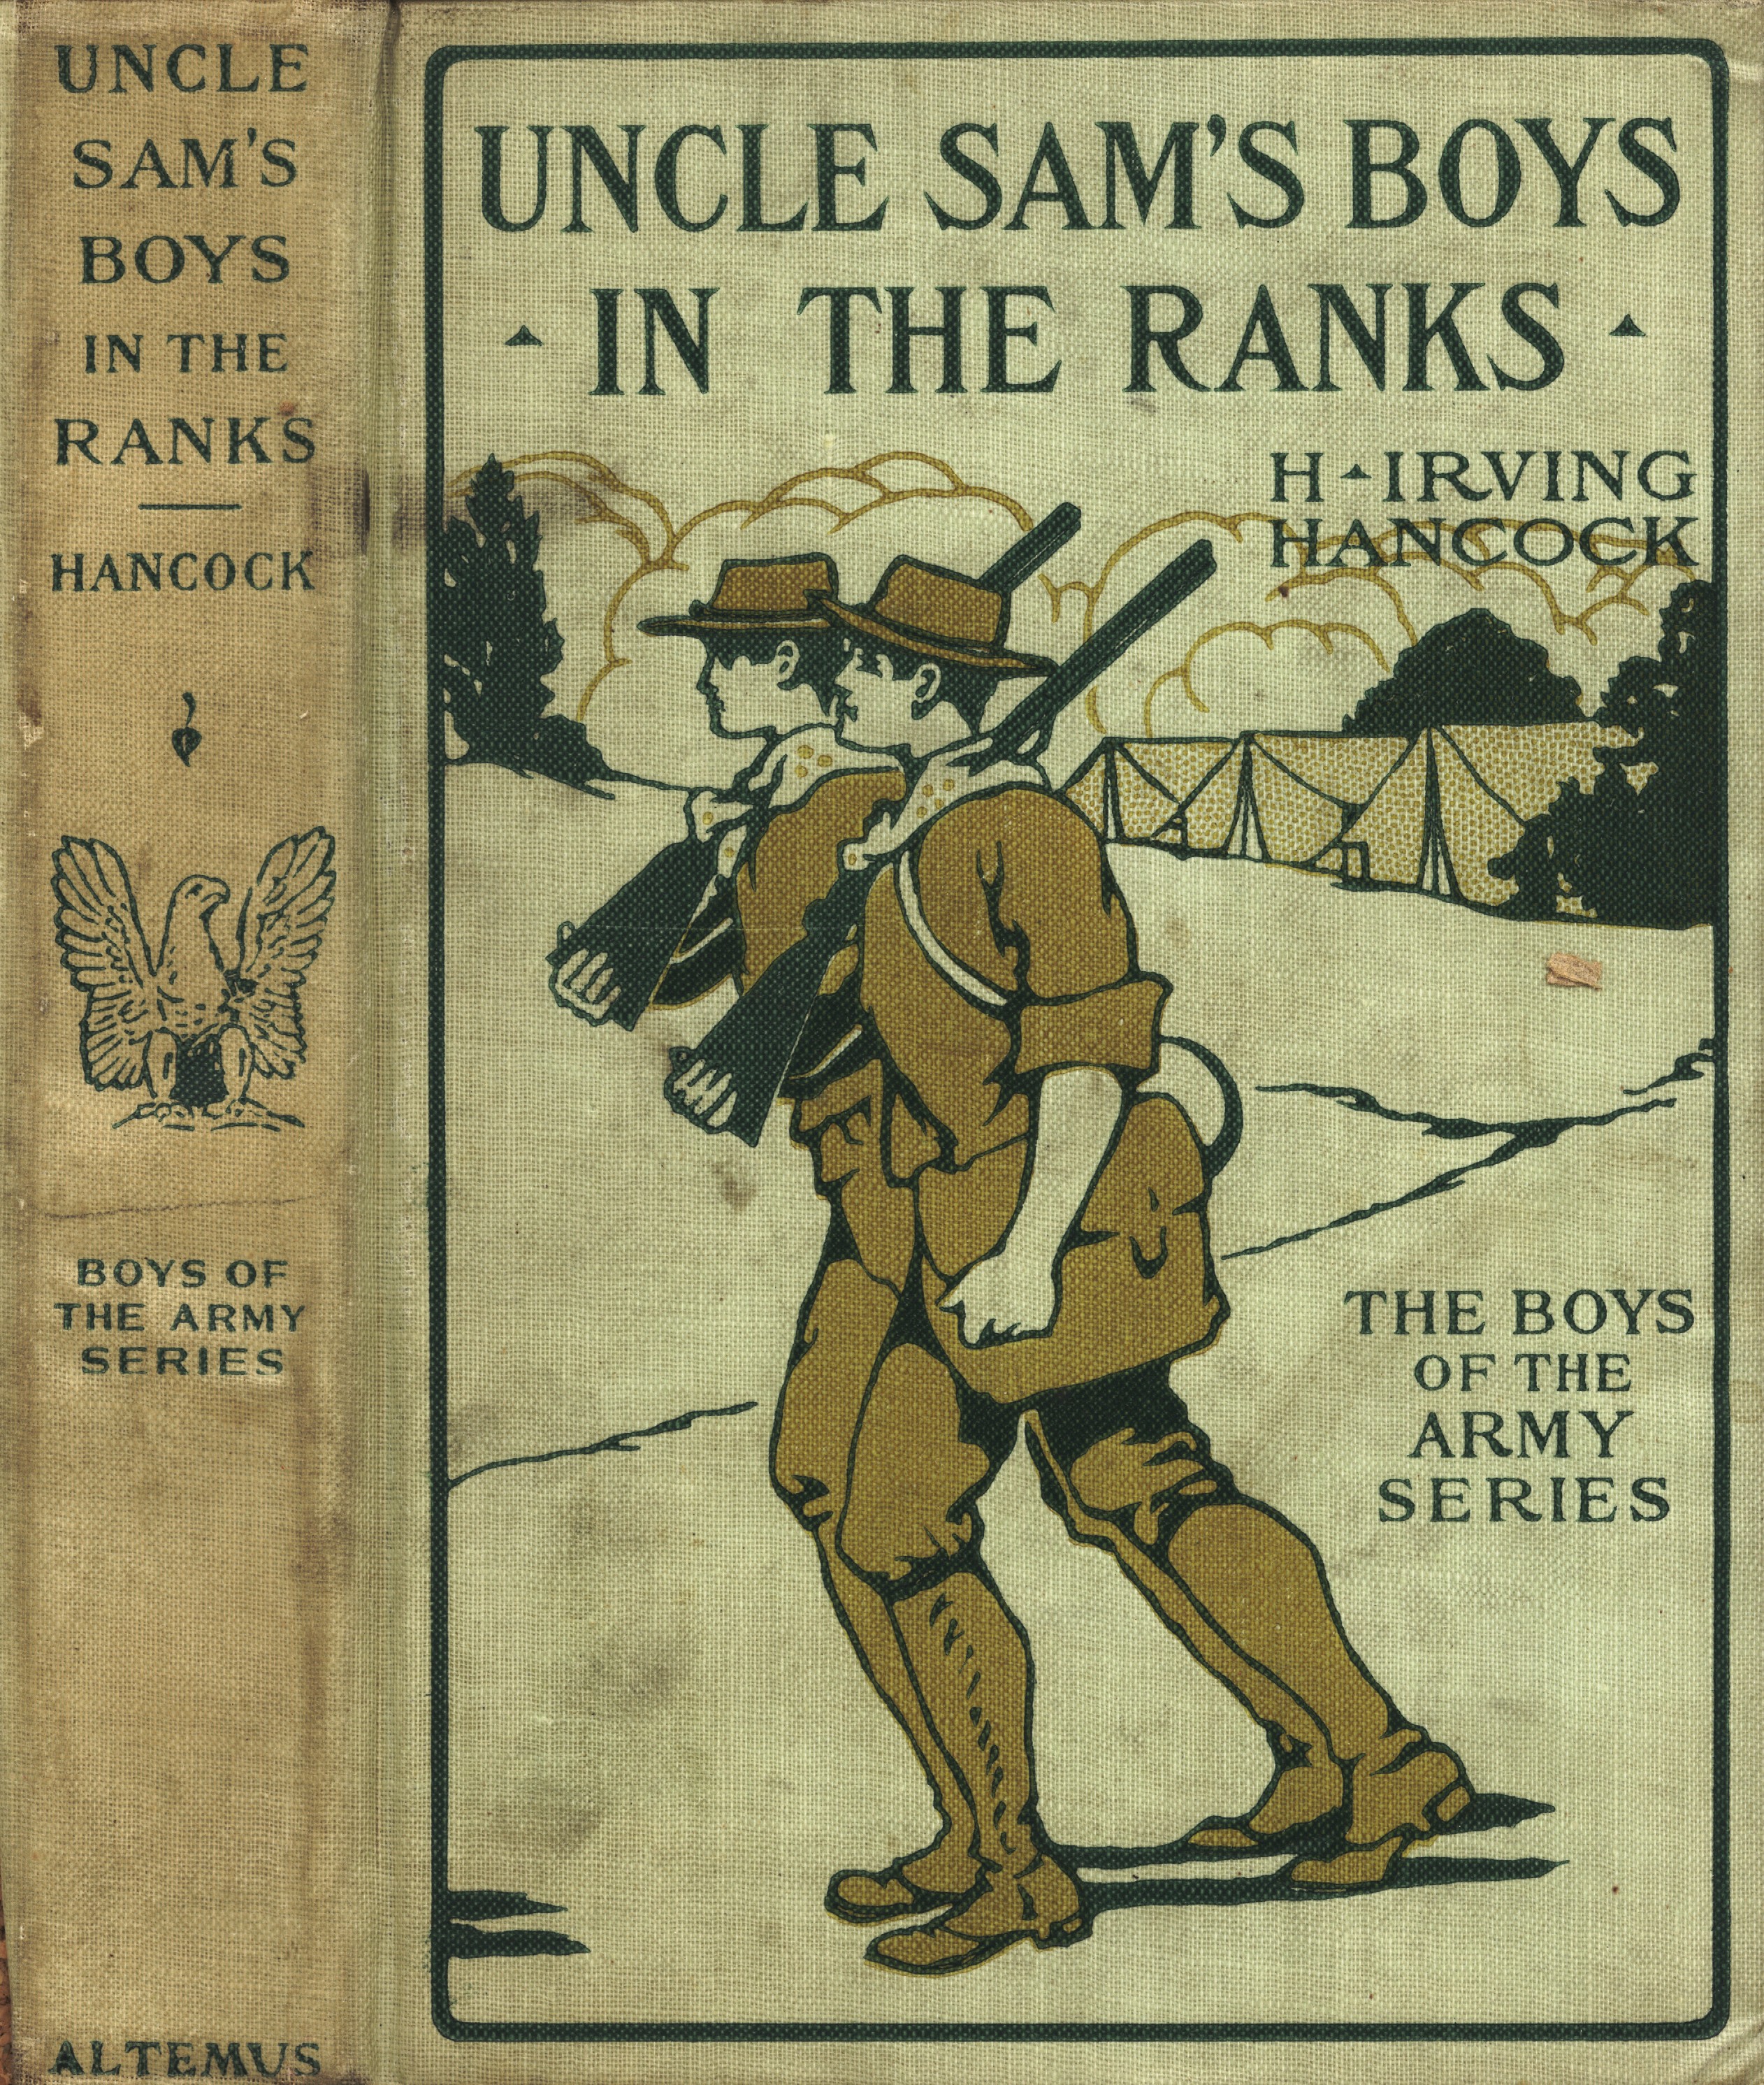 UNCLE
SAM'S
BOYS
IN THE
RANKS
HANCOCK
BOYS OF
THE ARMY
SERIES
ALTEMUS
UNCLE SAM'S BOYS
IN THE RANKS
H IRVING
HANCOCK
THE BOYS
OF THE
ARMY
SERIES